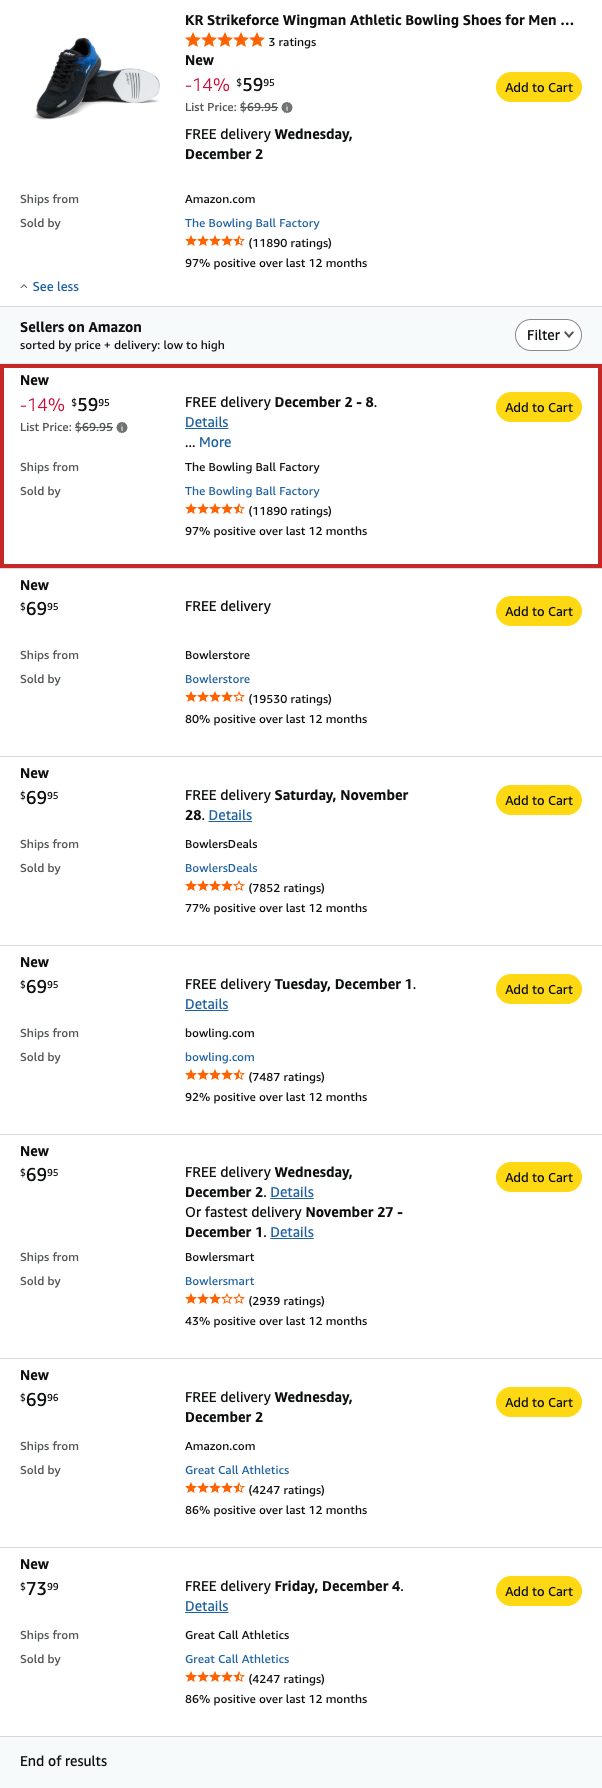 KR Strikeforce Wingman Athletic Bowling Shoes for Men ...
3 ratings
New
-14% $59.95
List Price: $69.95
FREE delivery Wednesday,
December 2
Add to Cart
Ships from Amazon.com
Sold by The Bowling Ball Factory
(11890 ratings)
97% positive over last 12 months
See less
Sellers on Amazon
sorted by price + delivery: low to high
Filter
New
-14% $59.95
List Price: $69.95
FREE delivery December 2 - 8.
Details
... More
Add to Cart
Ships from The Bowling Ball Factory
Sold by The Bowling Ball Factory
(11890 ratings)
97% positive over last 12 months
New
$69.95 FREE delivery
Add to Cart
Ships from Bowlerstore
Sold by Bowlerstore
(19530 ratings)
80% positive over last 12 months
New
$69.95 FREE delivery Saturday, November
28. Details
Add to Cart
Ships from BowlersDeals
Sold by BowlersDeals
(7852 ratings)
77% positive over last 12 months
New
$69.95 FREE delivery Tuesday, December 1.
Details
Add to Cart
Ships from bowling.com
Sold by bowling.com
(7487 ratings)
92% positive over last 12 months
New
$69.95 FREE delivery Wednesday,
December 2. Details
Or fastest delivery November 27 -
December 1. Details
Add to Cart
Ships from Bowlersmart
Sold by Bowlersmart
(2939 ratings)
43% positive over last 12 months
New
$69.96 FREE delivery Wednesday,
December 2
Add to Cart
Ships from Amazon.com
Sold by Great Call Athletics
(4247 ratings)
86% positive over last 12 months
New
$73.99 FREE delivery Friday, December 4.
Details
Add to Cart
Ships from Great Call Athletics
Sold by Great Call Athletics
(4247 ratings)
86% positive over last 12 months
End of results